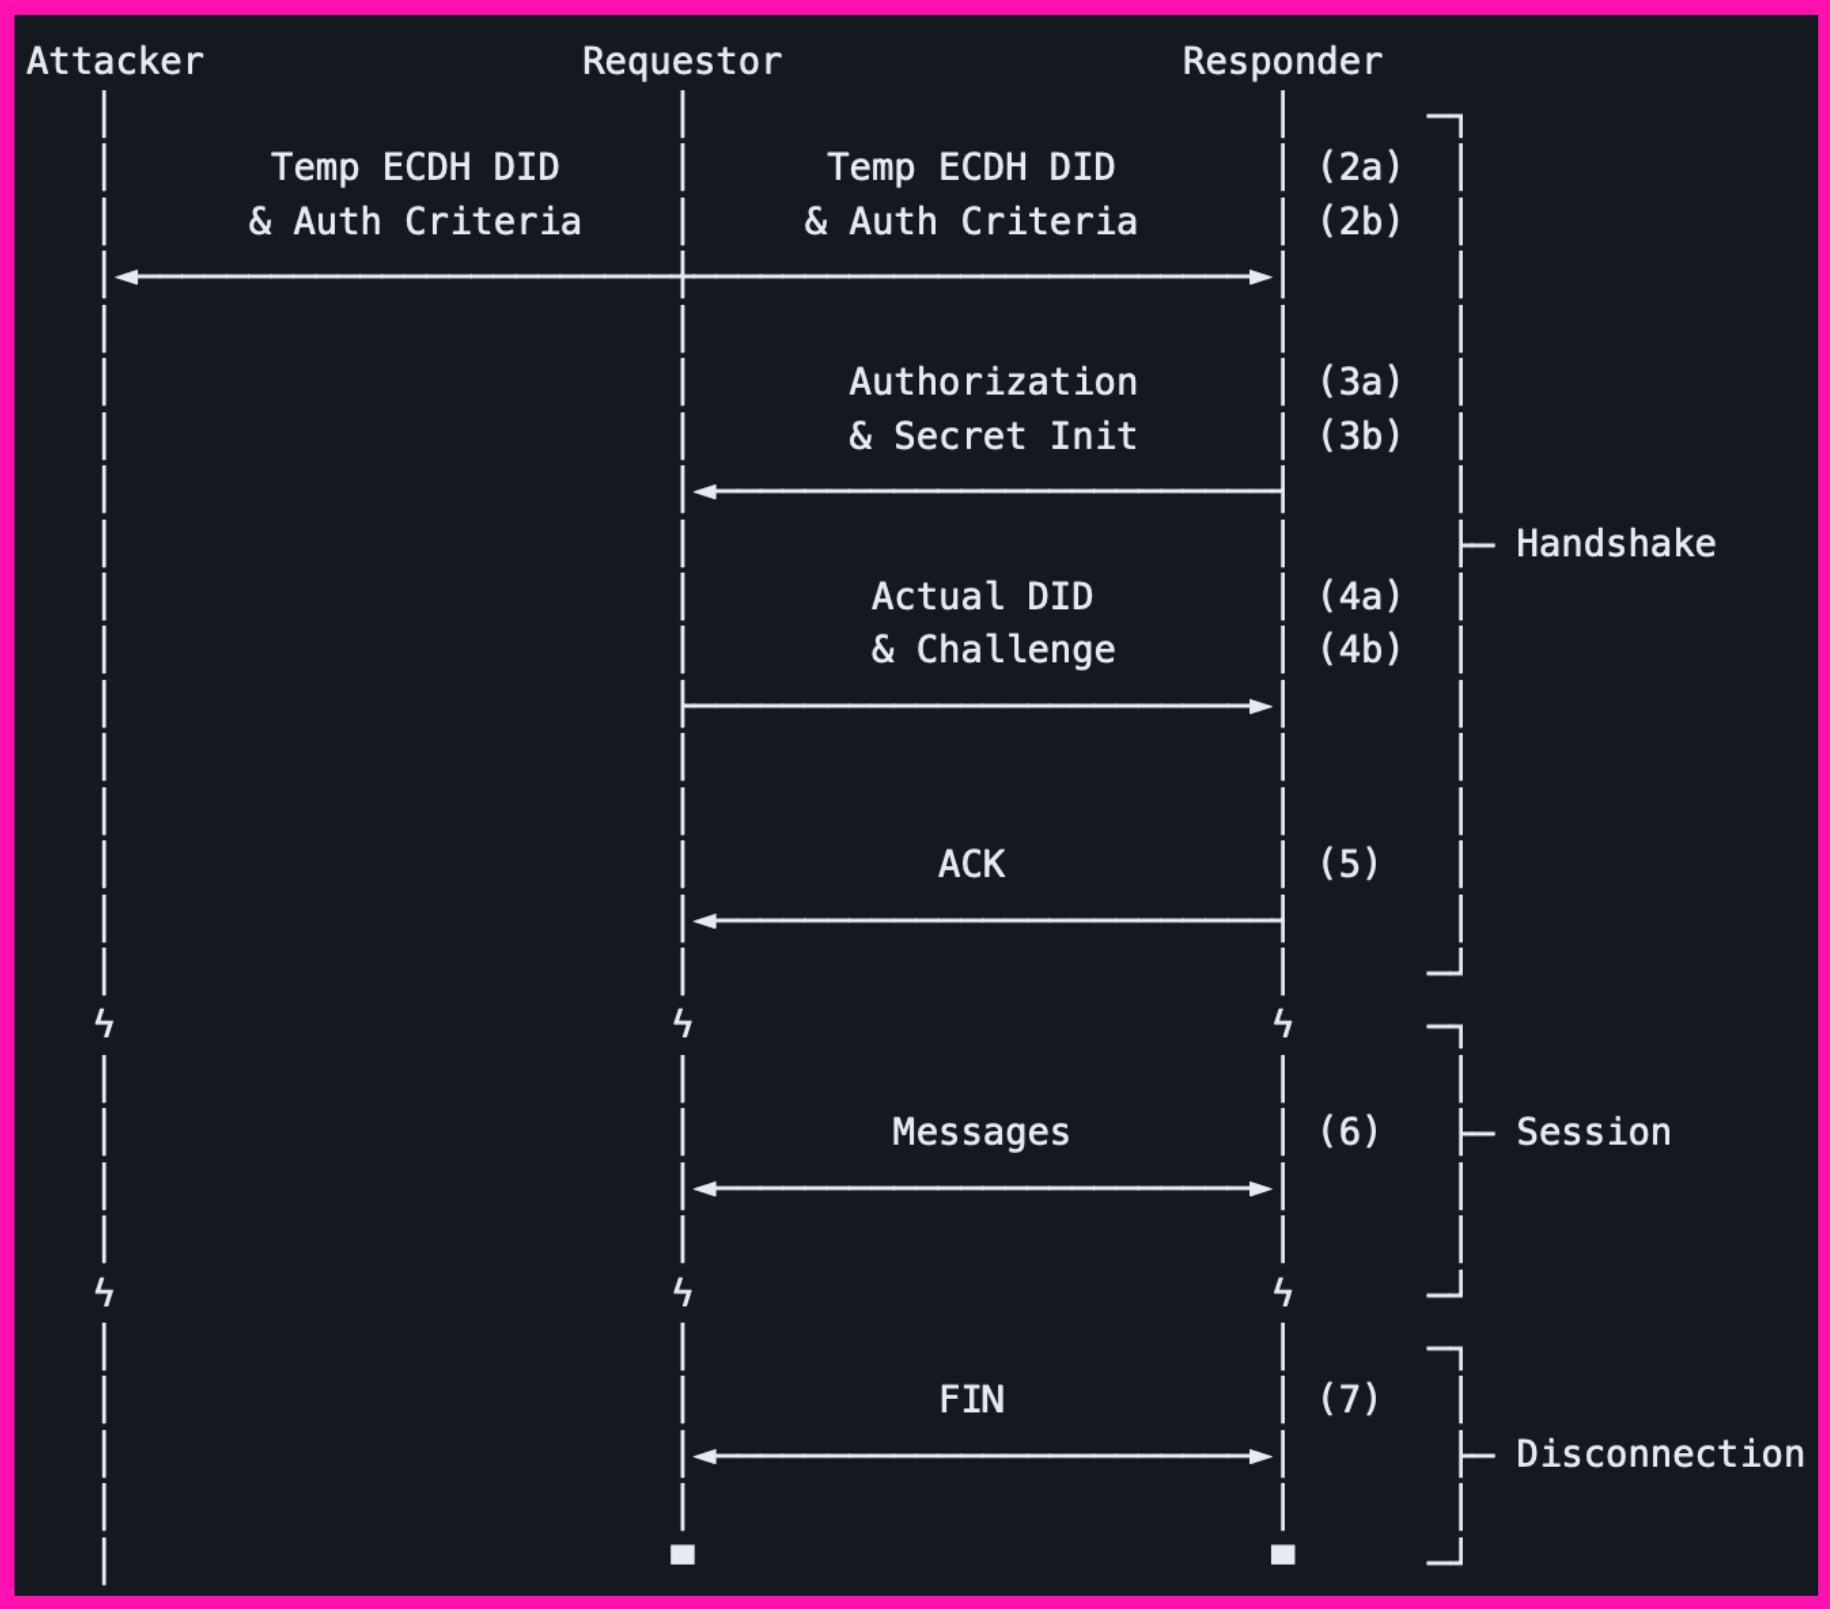 Attacker Requestor Responder
Temp ECDH DID Temp ECDH DID (2a)
& Auth Criteria & Auth Criteria (2b)
Authorization (3a)
& Secret Init (3b)
Handshake
Actual DID (4a)
& Challenge (4b)
ACK (5)
Messages (6) Session
FIN (7)
Disconnection